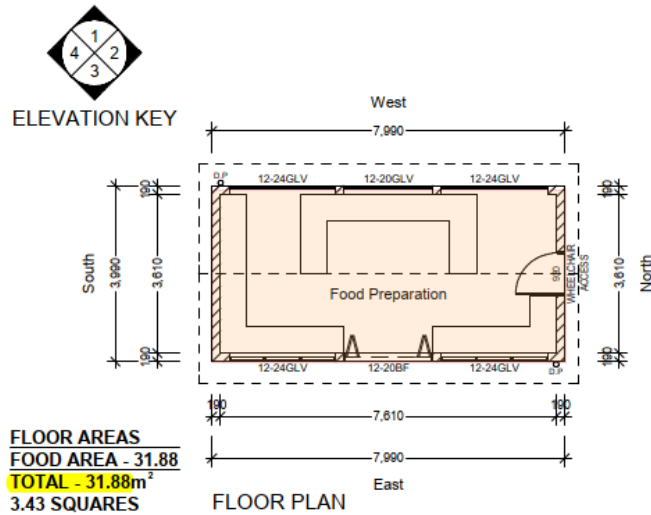 1
4 2
3
ELEVATION KEY
West
7,990
D.P
12-24GLV 12-20GLV 12-24GLV
190
190
South
3,990
3,610
Food Preparation
920
WHEELCHAIR
ACCESS
3,610
North
190
190
12-24GLV 12-20BF 12-24GLV
D.P
190 7,610 190
7,990
East
FLOOR AREAS
FOOD AREA - 31.88
TOTAL - 31.88m²
3.43 SQUARES
FLOOR PLAN